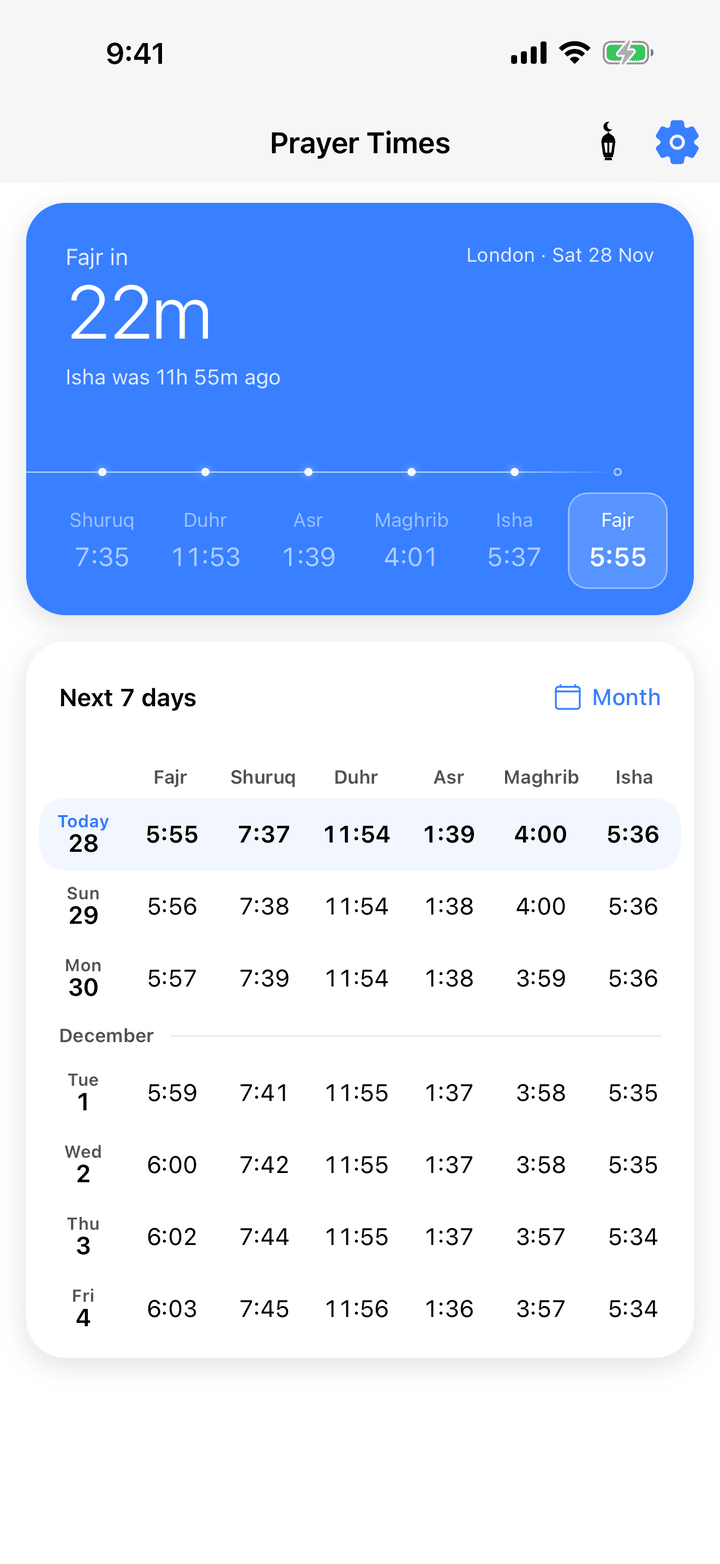 9:41
Prayer Times
Fajr in
London · Sat 28 Nov
22m
Isha was 11h 55m ago
Shuruq Duhr Asr Maghrib Isha Fajr
7:35 11:53 1:39 4:01 5:37 5:55
Next 7 days Month
Fajr Shuruq Duhr Asr Maghrib Isha
Today
28 5:55 7:37 11:54 1:39 4:00 5:36
Sun
29 5:56 7:38 11:54 1:38 4:00 5:36
Mon
30 5:57 7:39 11:54 1:38 3:59 5:36
December
Tue
1 5:59 7:41 11:55 1:37 3:58 5:35
Wed
2 6:00 7:42 11:55 1:37 3:58 5:35
Thu
3 6:02 7:44 11:55 1:37 3:57 5:34
Fri
4 6:03 7:45 11:56 1:36 3:57 5:34